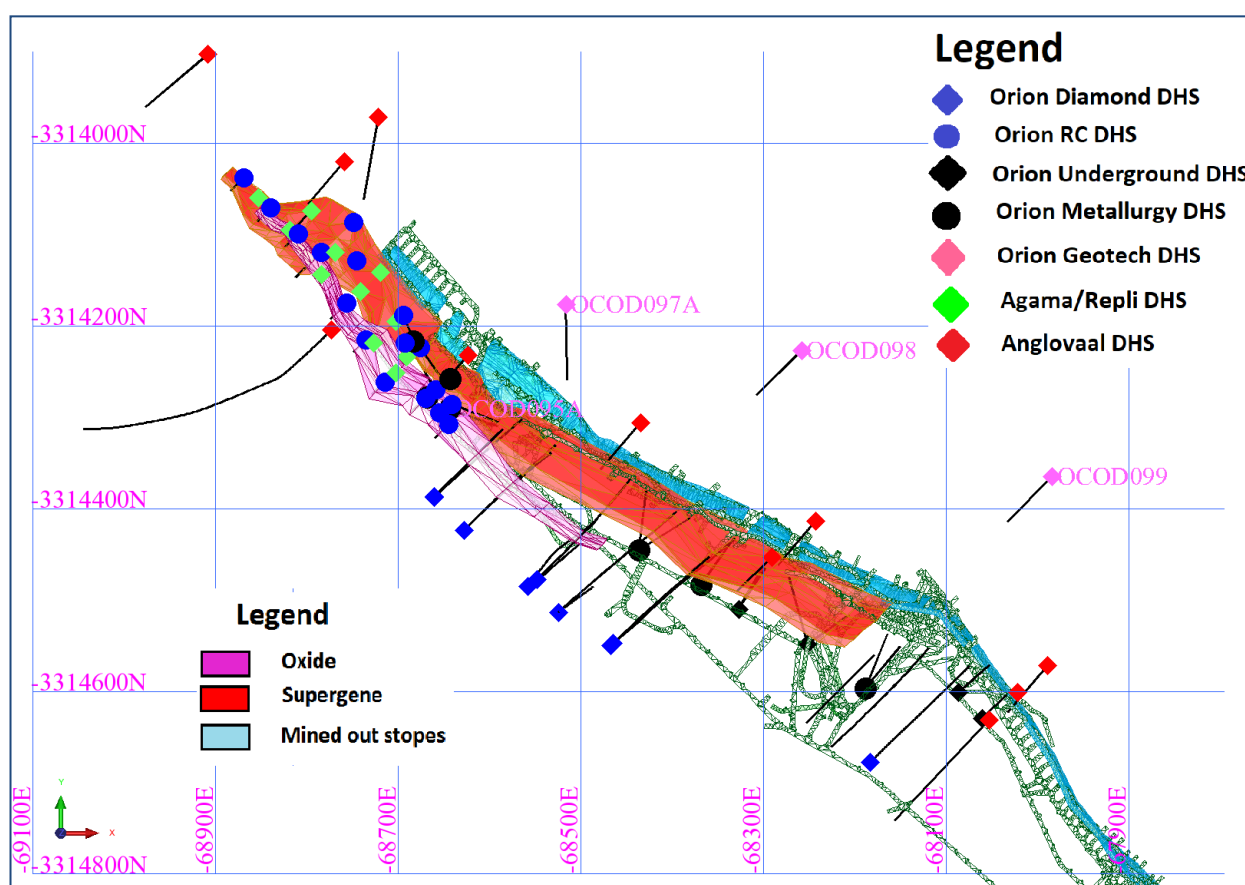 Legend
Orion Diamond DHS
Orion RC DHS
Orion Underground DHS
Orion Metallurgy DHS
Orion Geotech DHS
Agama/Repli DHS
Anglovaal DHS
-3314000N
-3314200N
-3314400N
-3314600N
-3314800N
OCOD097A
OCOD098
OCOD095A
OCOD099
Legend
Oxide
Supergene
Mined out stopes
-69100E
-68900E
-68700E
-68500E
-68300E
-68100E
-67900E
Y
X